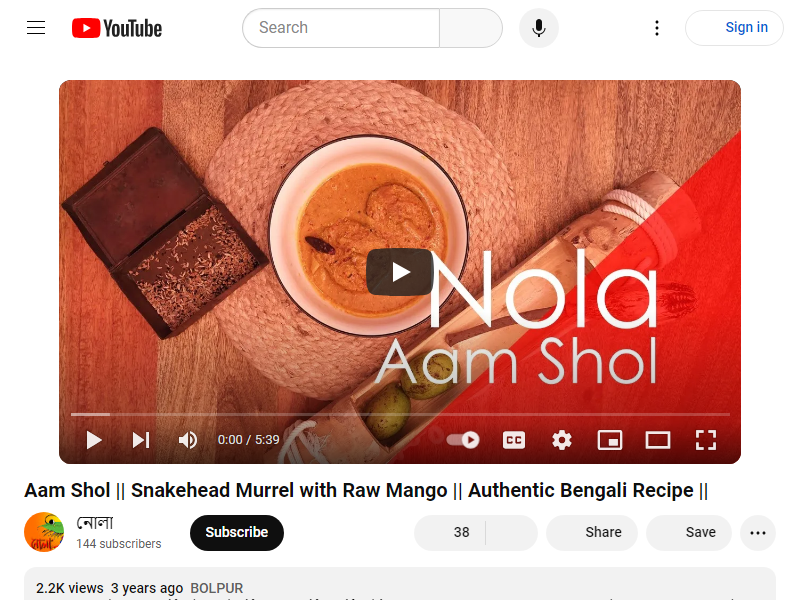 YouTube
Search
Sign in
Nola
Aam Shol
0:00 / 5:39
CC
Aam Shol || Snakehead Murrel with Raw Mango || Authentic Bengali Recipe ||
নোলা
144 subscribers
Subscribe
38
Share
Save
2.2K views 3 years ago BOLPUR